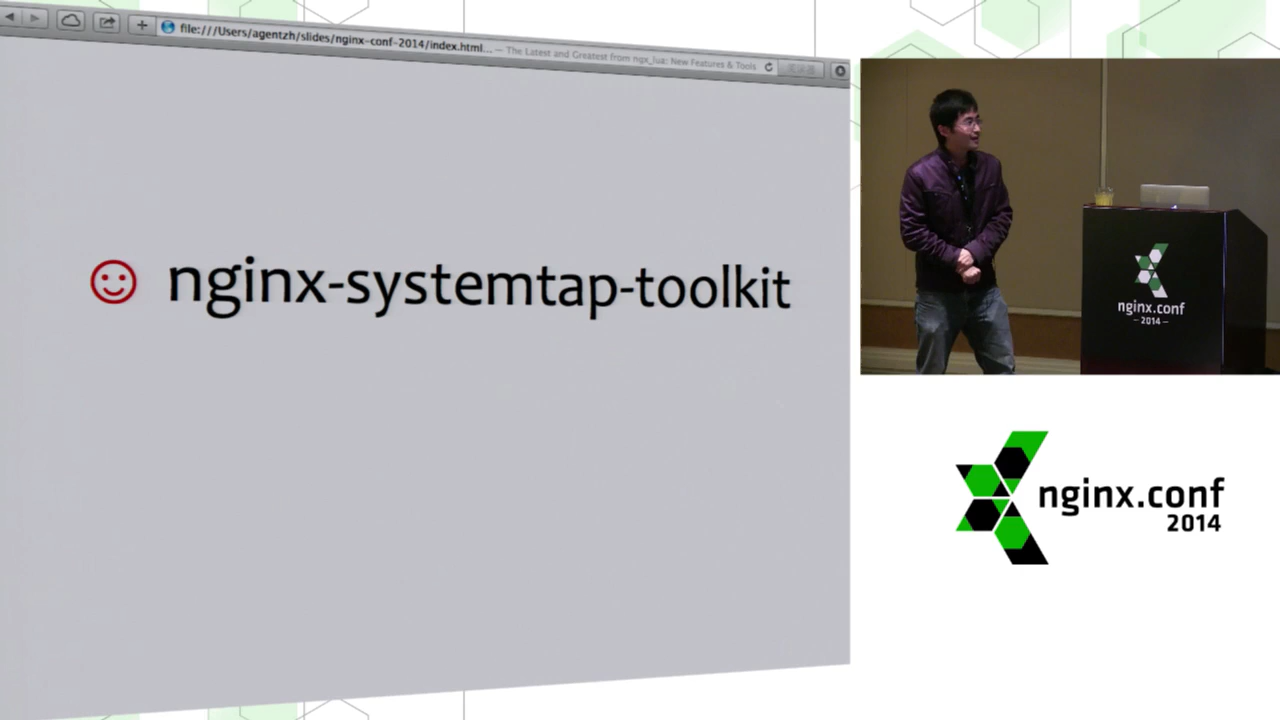 file:///Users/agentzh/slides/nginx-conf-2014/index.html... — The Latest and Greatest from ngx_lua: New Features & Tools
nginx-systemtap-toolkit
nginx.conf
— 2014 —
nginx.conf
2014